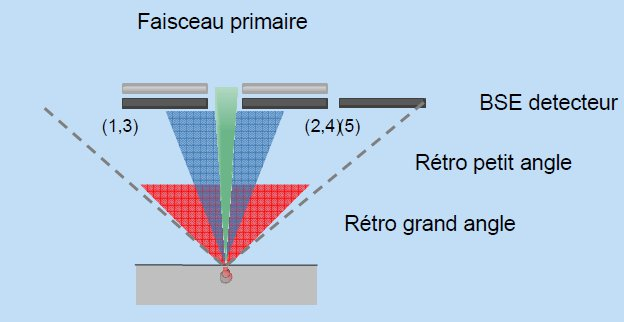 Faisceau primaire
BSE detecteur
(1,3)
(2,4)(5)
Rétro petit angle
Rétro grand angle